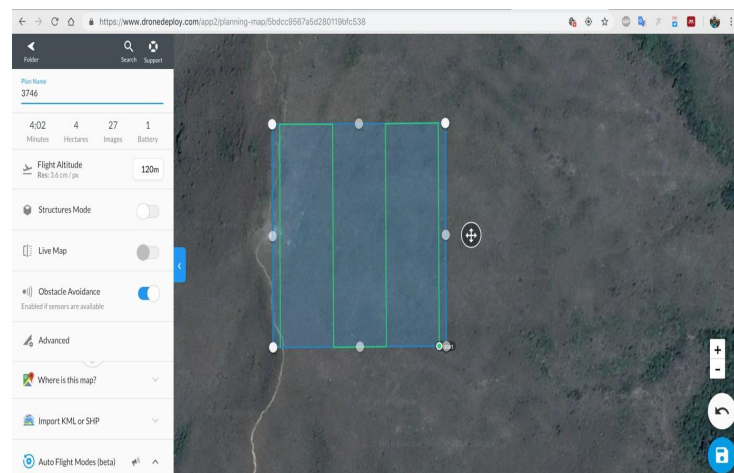 https://www.dronedeploy.com/app2/planning-map/5bdcc9567a5d280119bfc538
Folder
Search Support
Plan Name
3746
4:02 4 27 1
Minutes Hectares Images Battery
Flight Altitude
Res: 3.6 cm / px
120m
Structures Mode
Live Map
Obstacle Avoidance
Enabled if sensors are available
Advanced
Where is this map?
Import KML or SHP
Auto Flight Modes (beta)
+
-